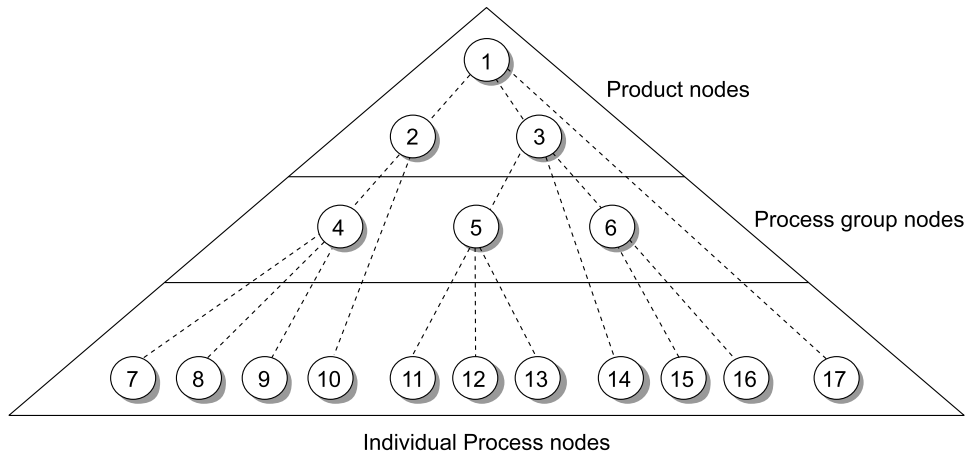 1
Product nodes
2 3
Process group nodes
4 5 6
7 8 9 10 11 12 13 14 15 16 17
Individual Process nodes